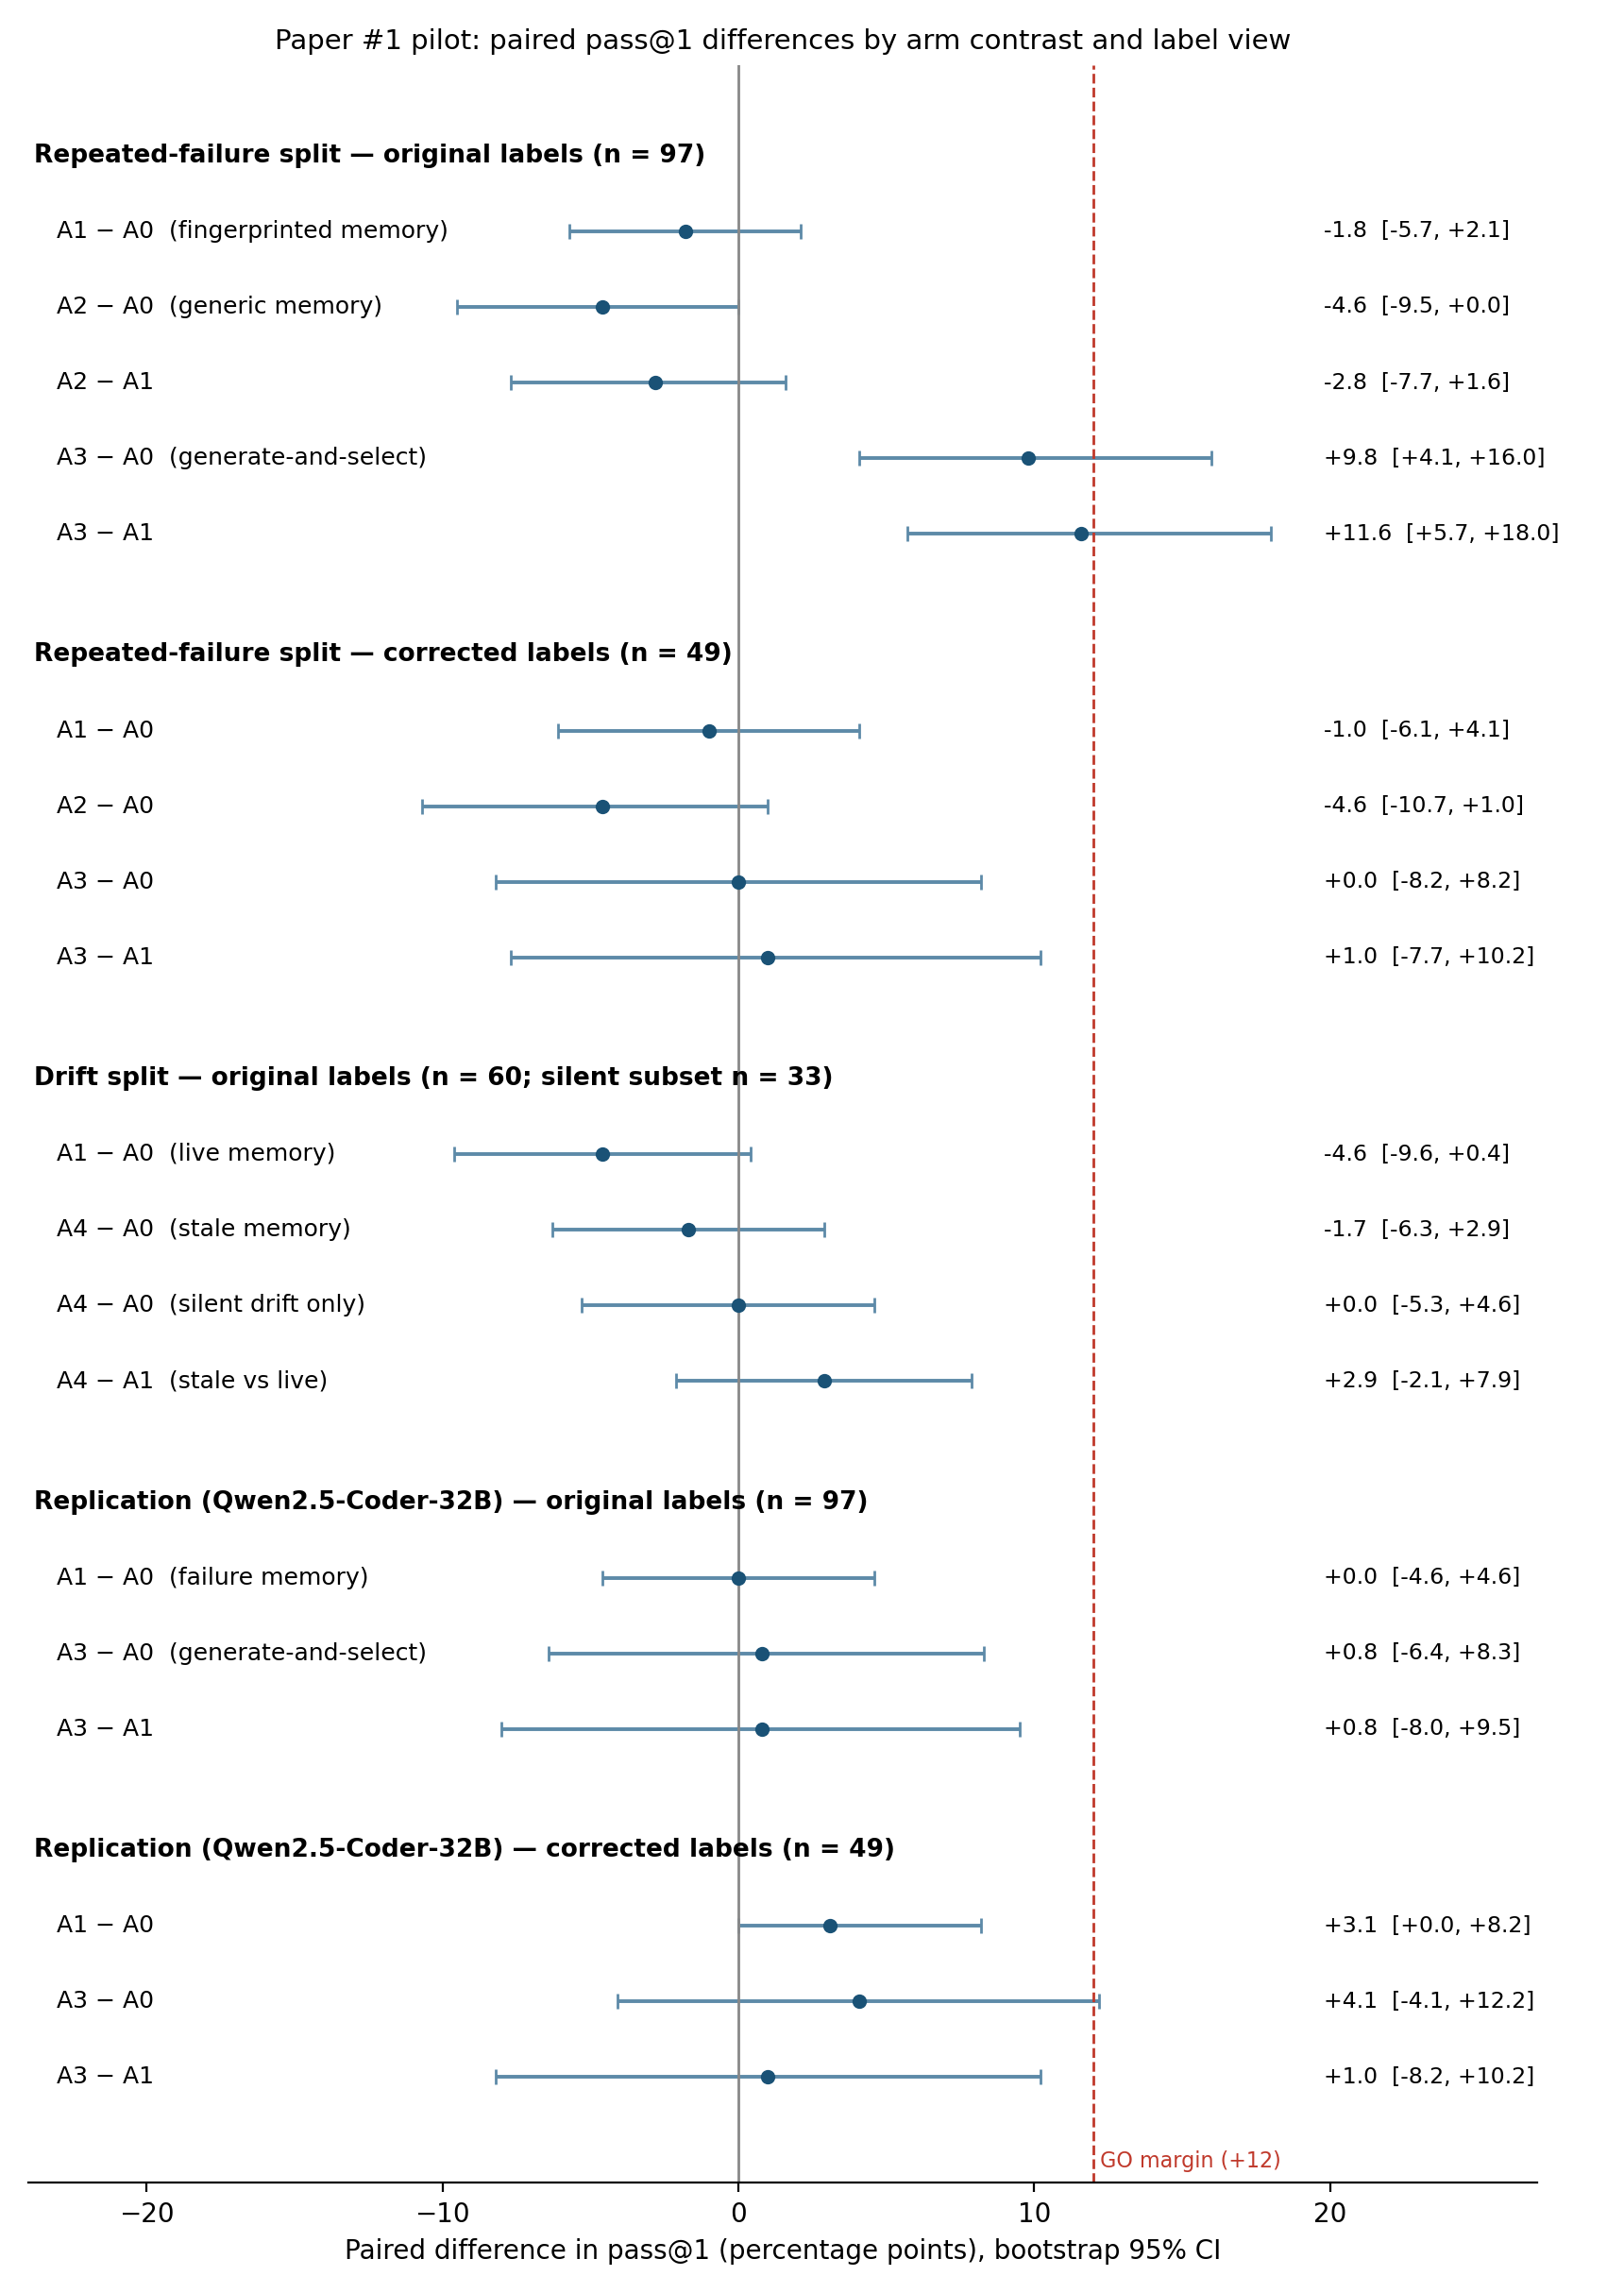 Paper #1 pilot: paired pass@1 differences by arm contrast and label view
Repeated-failure split — original labels (n = 97)
A1 − A0  (fingerprinted memory) -1.8  [-5.7, +2.1]
A2 − A0  (generic memory) -4.6  [-9.5, +0.0]
A2 − A1 -2.8  [-7.7, +1.6]
A3 − A0  (generate-and-select) +9.8  [+4.1, +16.0]
A3 − A1 +11.6  [+5.7, +18.0]
Repeated-failure split — corrected labels (n = 49)
A1 − A0 -1.0  [-6.1, +4.1]
A2 − A0 -4.6  [-10.7, +1.0]
A3 − A0 +0.0  [-8.2, +8.2]
A3 − A1 +1.0  [-7.7, +10.2]
Drift split — original labels (n = 60; silent subset n = 33)
A1 − A0  (live memory) -4.6  [-9.6, +0.4]
A4 − A0  (stale memory) -1.7  [-6.3, +2.9]
A4 − A0  (silent drift only) +0.0  [-5.3, +4.6]
A4 − A1  (stale vs live) +2.9  [-2.1, +7.9]
Replication (Qwen2.5-Coder-32B) — original labels (n = 97)
A1 − A0  (failure memory) +0.0  [-4.6, +4.6]
A3 − A0  (generate-and-select) +0.8  [-6.4, +8.3]
A3 − A1 +0.8  [-8.0, +9.5]
Replication (Qwen2.5-Coder-32B) — corrected labels (n = 49)
A1 − A0 +3.1  [+0.0, +8.2]
A3 − A0 +4.1  [-4.1, +12.2]
A3 − A1 +1.0  [-8.2, +10.2]
GO margin (+12)
−20 −10 0 10 20
Paired difference in pass@1 (percentage points), bootstrap 95% CI